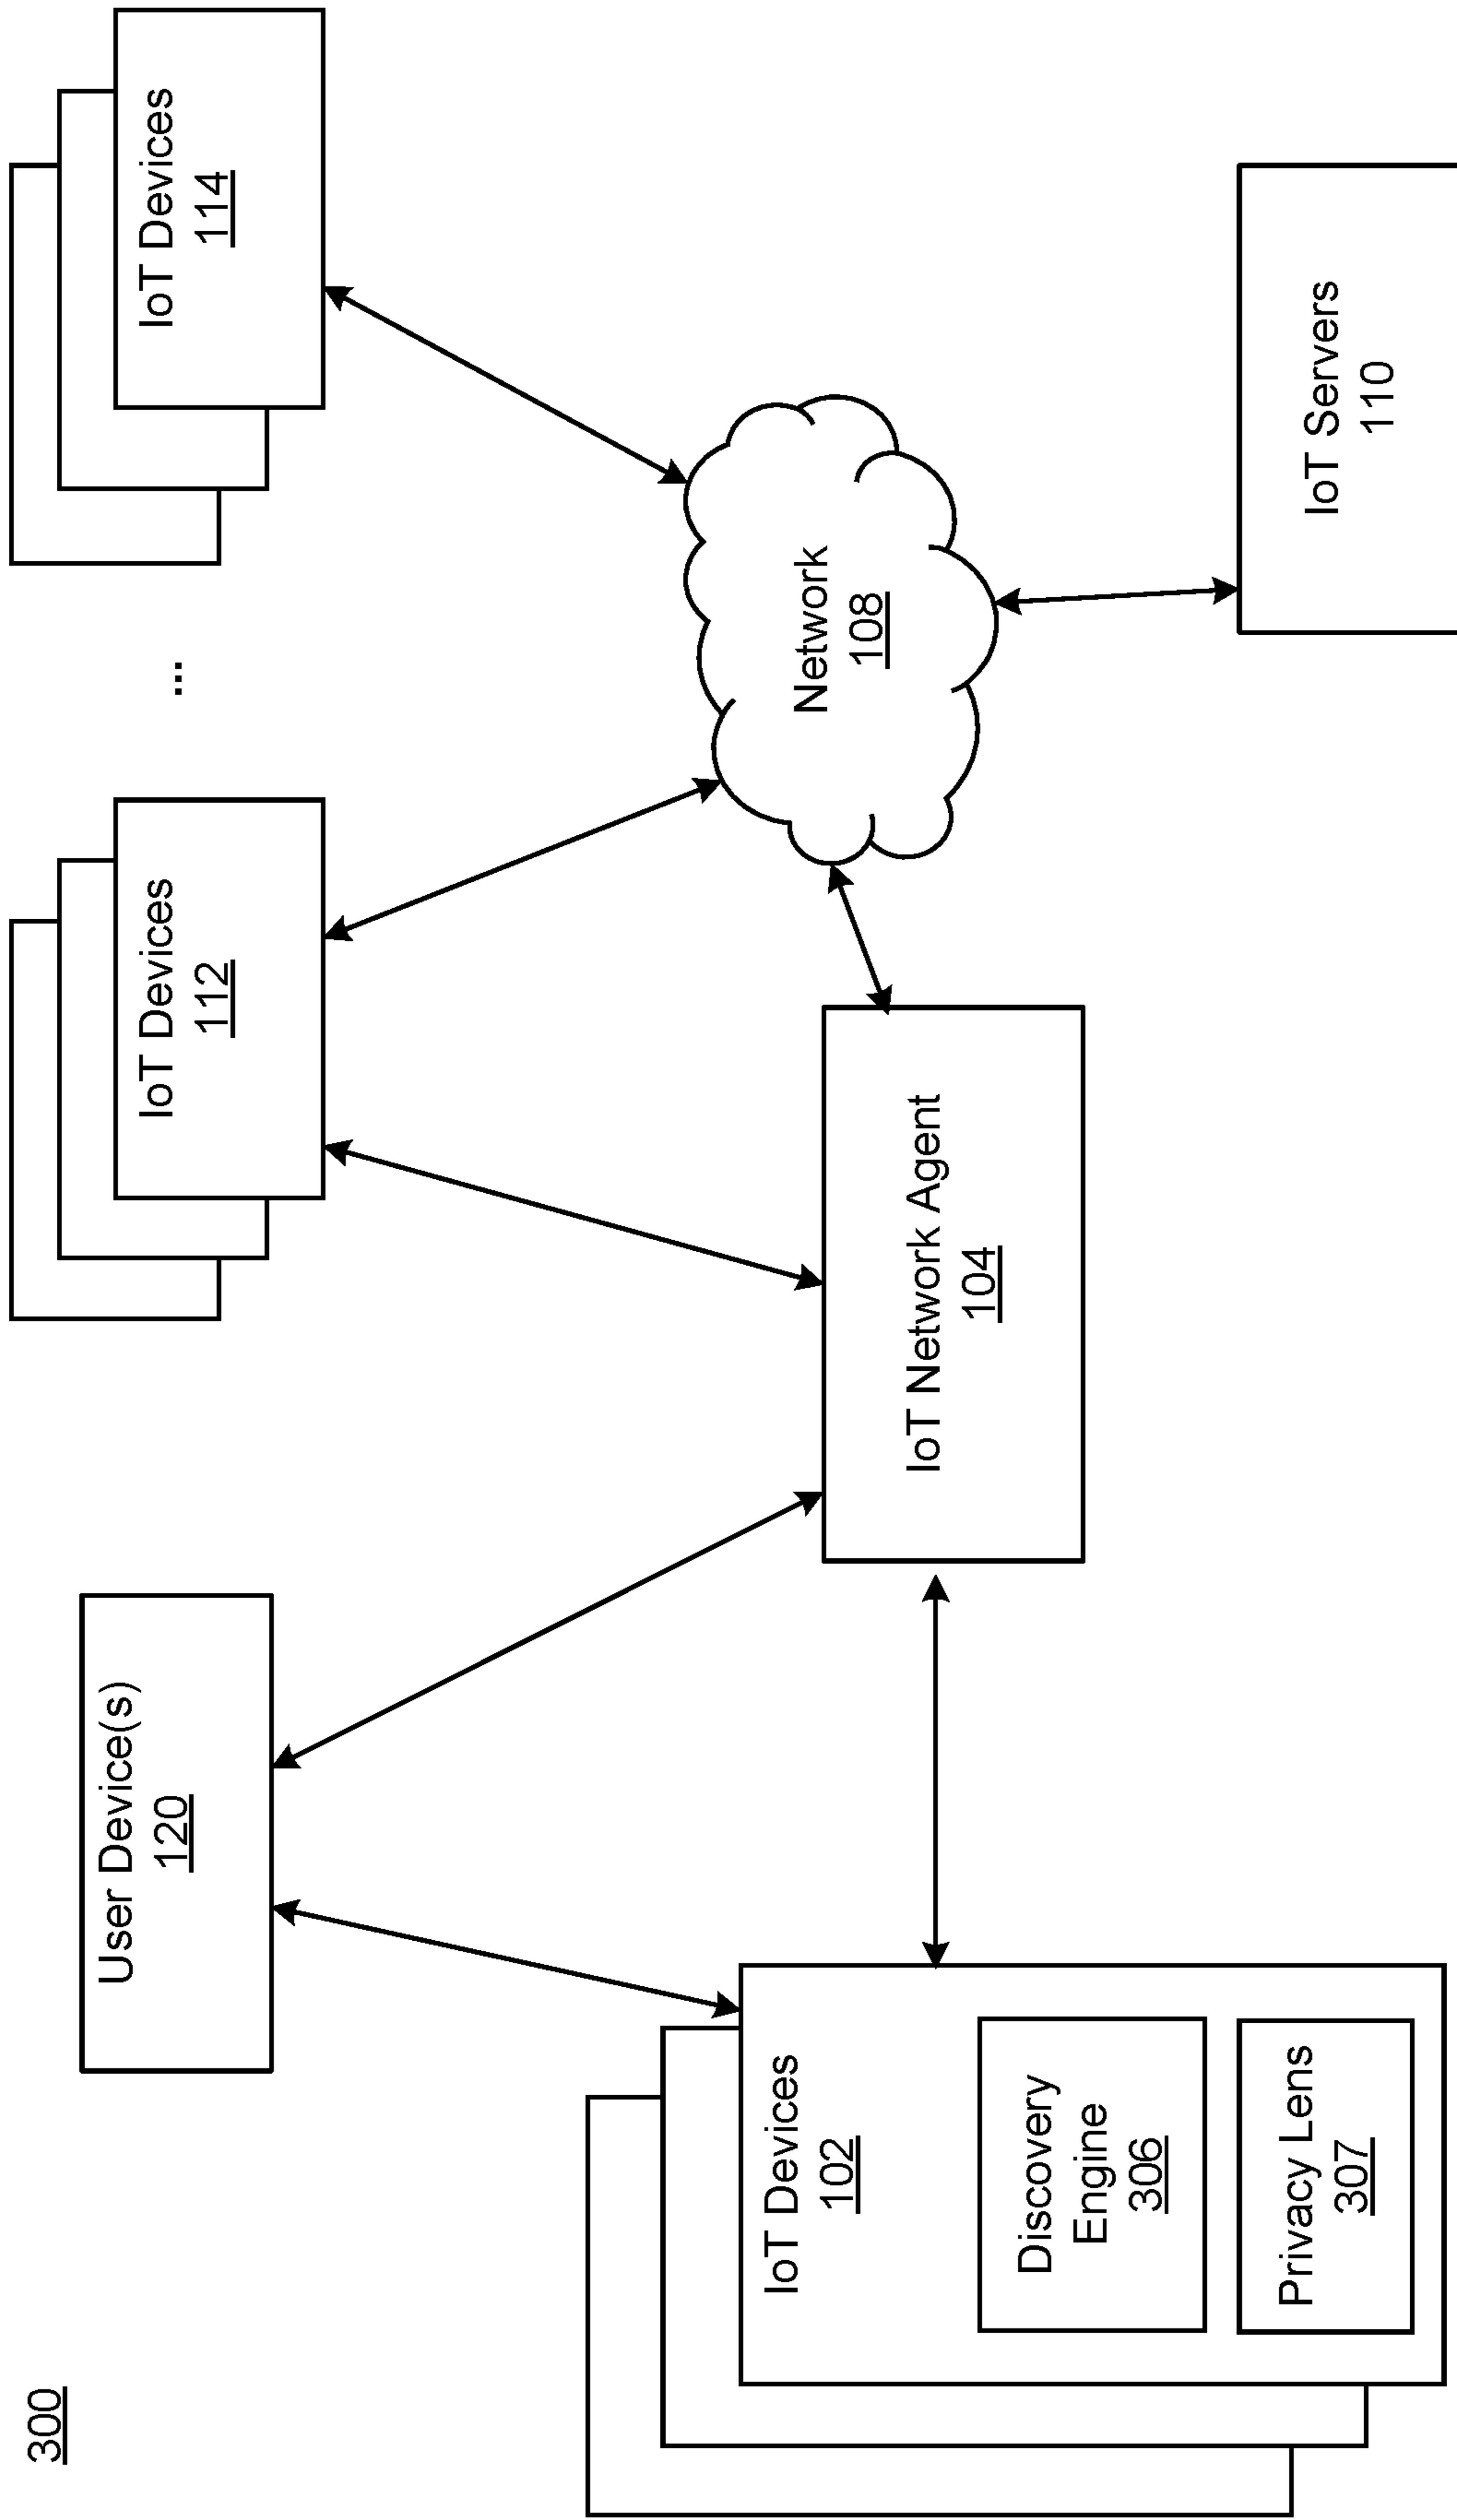 300
User Device(s)
120
IoT Devices
112
...
IoT Devices
114
IoT Devices
102
Discovery
Engine
306
Privacy Lens
307
IoT Network Agent
104
Network
108
IoT Servers
110